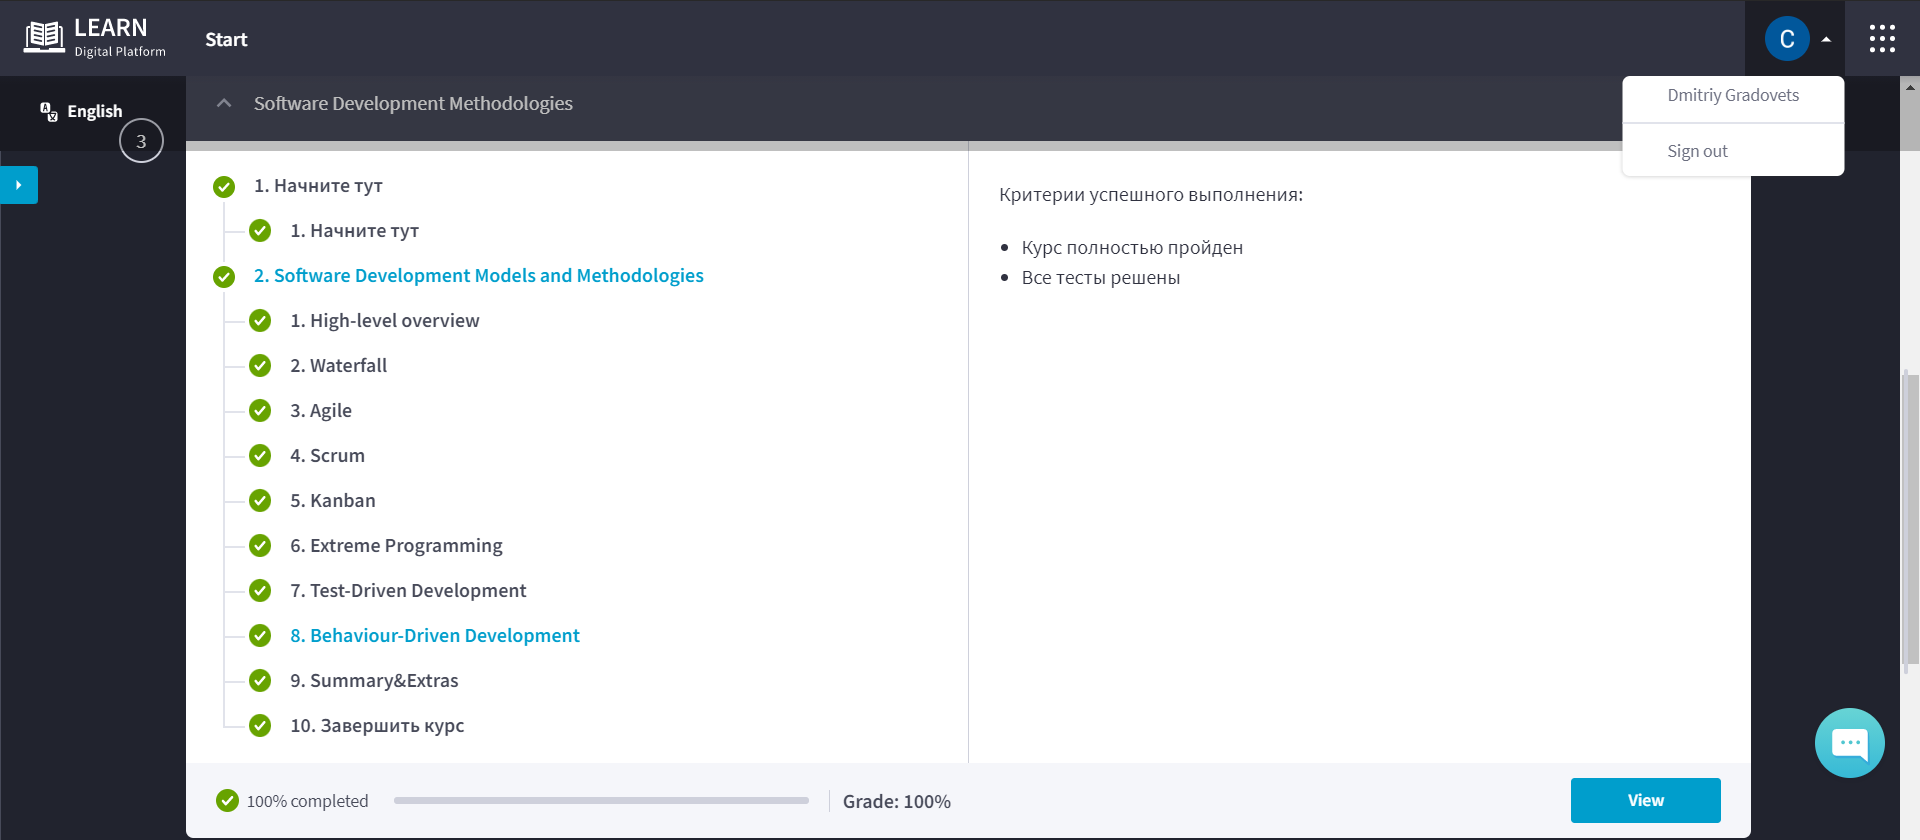 LEARN
Digital Platform
Start
C
English
3
Software Development Methodologies
Dmitriy Gradovets
Sign out
1. Начните тут
1. Начните тут
2. Software Development Models and Methodologies
1. High-level overview
2. Waterfall
3. Agile
4. Scrum
5. Kanban
6. Extreme Programming
7. Test-Driven Development
8. Behaviour-Driven Development
9. Summary&Extras
10. Завершить курс
Критерии успешного выполнения:
Курс полностью пройден
Все тесты решены
100% completed
Grade: 100%
View